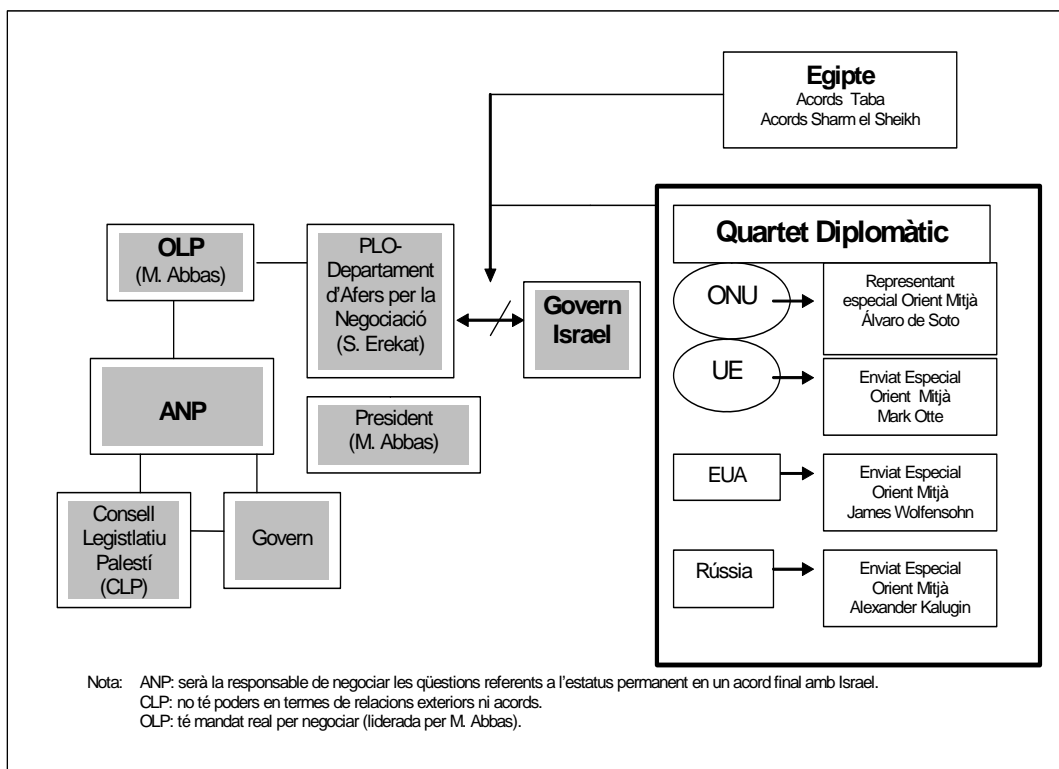 Egipte
Acords Taba
Acords Sharm el Sheikh
Quartet Diplomàtic
ONU
Representant
especial Orient Mitjà
Álvaro de Soto
UE
Enviat Especial
Orient Mitjà
Mark Otte
EUA
Enviat Especial
Orient Mitjà
James Wolfensohn
Rússia
Enviat Especial
Orient Mitjà
Alexander Kalugin
OLP
(M. Abbas)
PLO-
Departament
d'Afers per la
Negociació
(S. Erekat)
Govern
Israel
ANP
President
(M. Abbas)
Consell
Legistlatiu
Palestí
(CLP)
Govern
Nota: ANP: serà la responsable de negociar les qüestions referents a l'estatus permanent en un acord final amb Israel.
CLP: no té poders en termes de relacions exteriors ni acords.
OLP: té mandat real per negociar (liderada per M. Abbas).